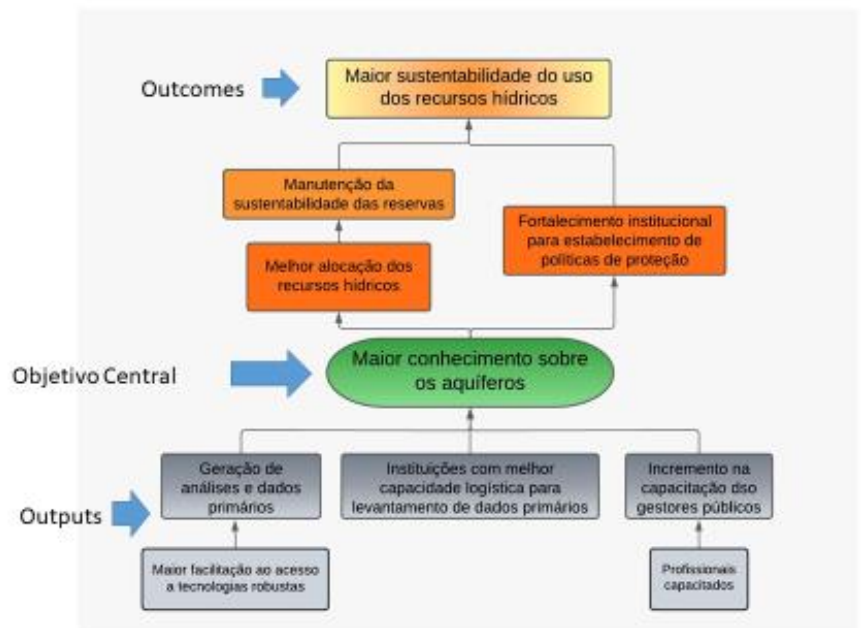 Outcomes
Maior sustentabilidade do uso
dos recursos hídricos
Manutenção da
sustentabilidade das reservas
Fortalecimento institucional
para estabelecimento de
políticas de proteção
Melhor alocação dos
recursos hídricos
Objetivo Central
Maior conhecimento sobre
os aquíferos
Outputs
Geração de
análises e dados
primários
Instituições com melhor
capacidade logística para
levantamento de dados primários
Incremento na
capacitação dso
gestores públicos
Maior facilitação ao acesso
a tecnologias robustas
Profissionais
capacitados